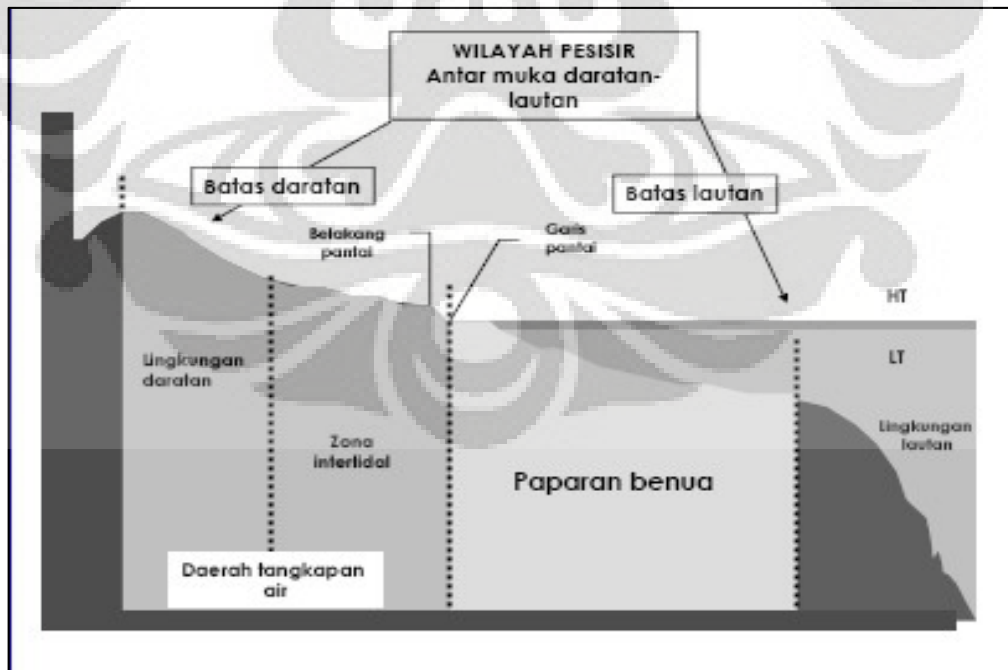 WILAYAH PESISIR
Antar muka daratan-
lautan
Batas daratan
Batas lautan
Belakang
pantai
Garis
pantai
HT
LT
Lingkungan
daratan
Lingkungan
lautan
Zona
intertidal
Paparan benua
Daerah tangkapan
air